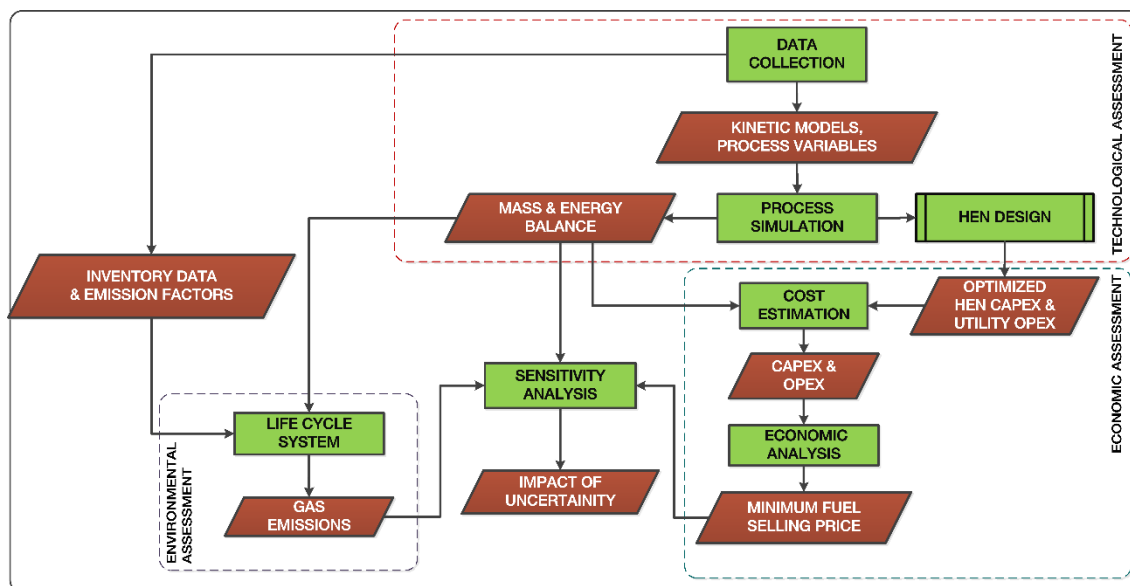 DATA
COLLECTION
TECHNOLOGICAL ASSESSMENT
KINETIC MODELS,
PROCESS VARIABLES
MASS & ENERGY
BALANCE
PROCESS
SIMULATION
HEN DESIGN
INVENTORY DATA
& EMISSION FACTORS
COST
ESTIMATION
OPTIMIZED
HEN CAPEX &
UTILITY OPEX
ECONOMIC ASSESSMENT
SENSITIVITY
ANALYSIS
CAPEX &
OPEX
LIFE CYCLE
SYSTEM
ECONOMIC
ANALYSIS
ENVIRONMENTAL
ASSESSMENT
GAS
EMISSIONS
IMPACT OF
UNCERTAINITY
MINIMUM FUEL
SELLING PRICE